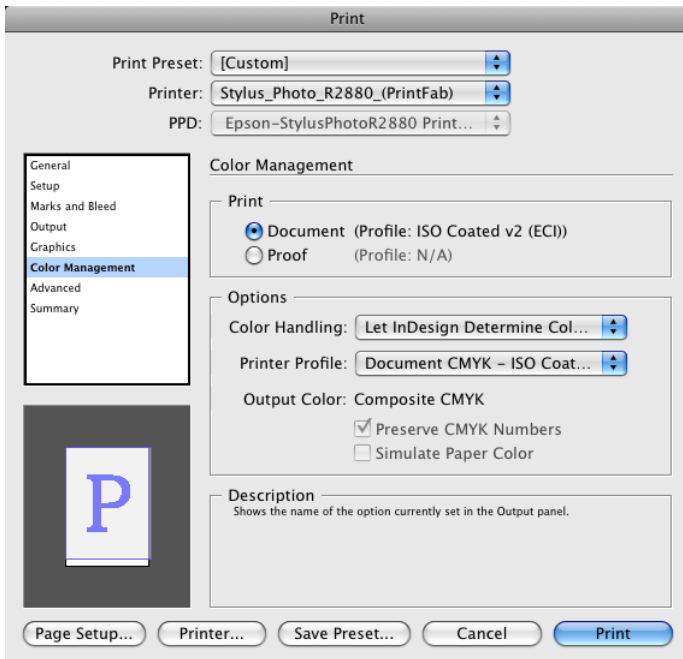 Print
Print Preset: [Custom]
Printer: Stylus_Photo_R2880_(PrintFab)
PPD: Epson-StylusPhotoR2880 Print...
General
Setup
Marks and Bleed
Output
Graphics
Color Management
Advanced
Summary
Color Management
Print
Document (Profile: ISO Coated v2 (ECI))
Proof (Profile: N/A)
Options
Color Handling: Let InDesign Determine Col...
Printer Profile: Document CMYK - ISO Coat...
Output Color: Composite CMYK
Preserve CMYK Numbers
Simulate Paper Color
P
Description
Shows the name of the option currently set in the Output panel.
Page Setup... Printer... Save Preset... Cancel Print